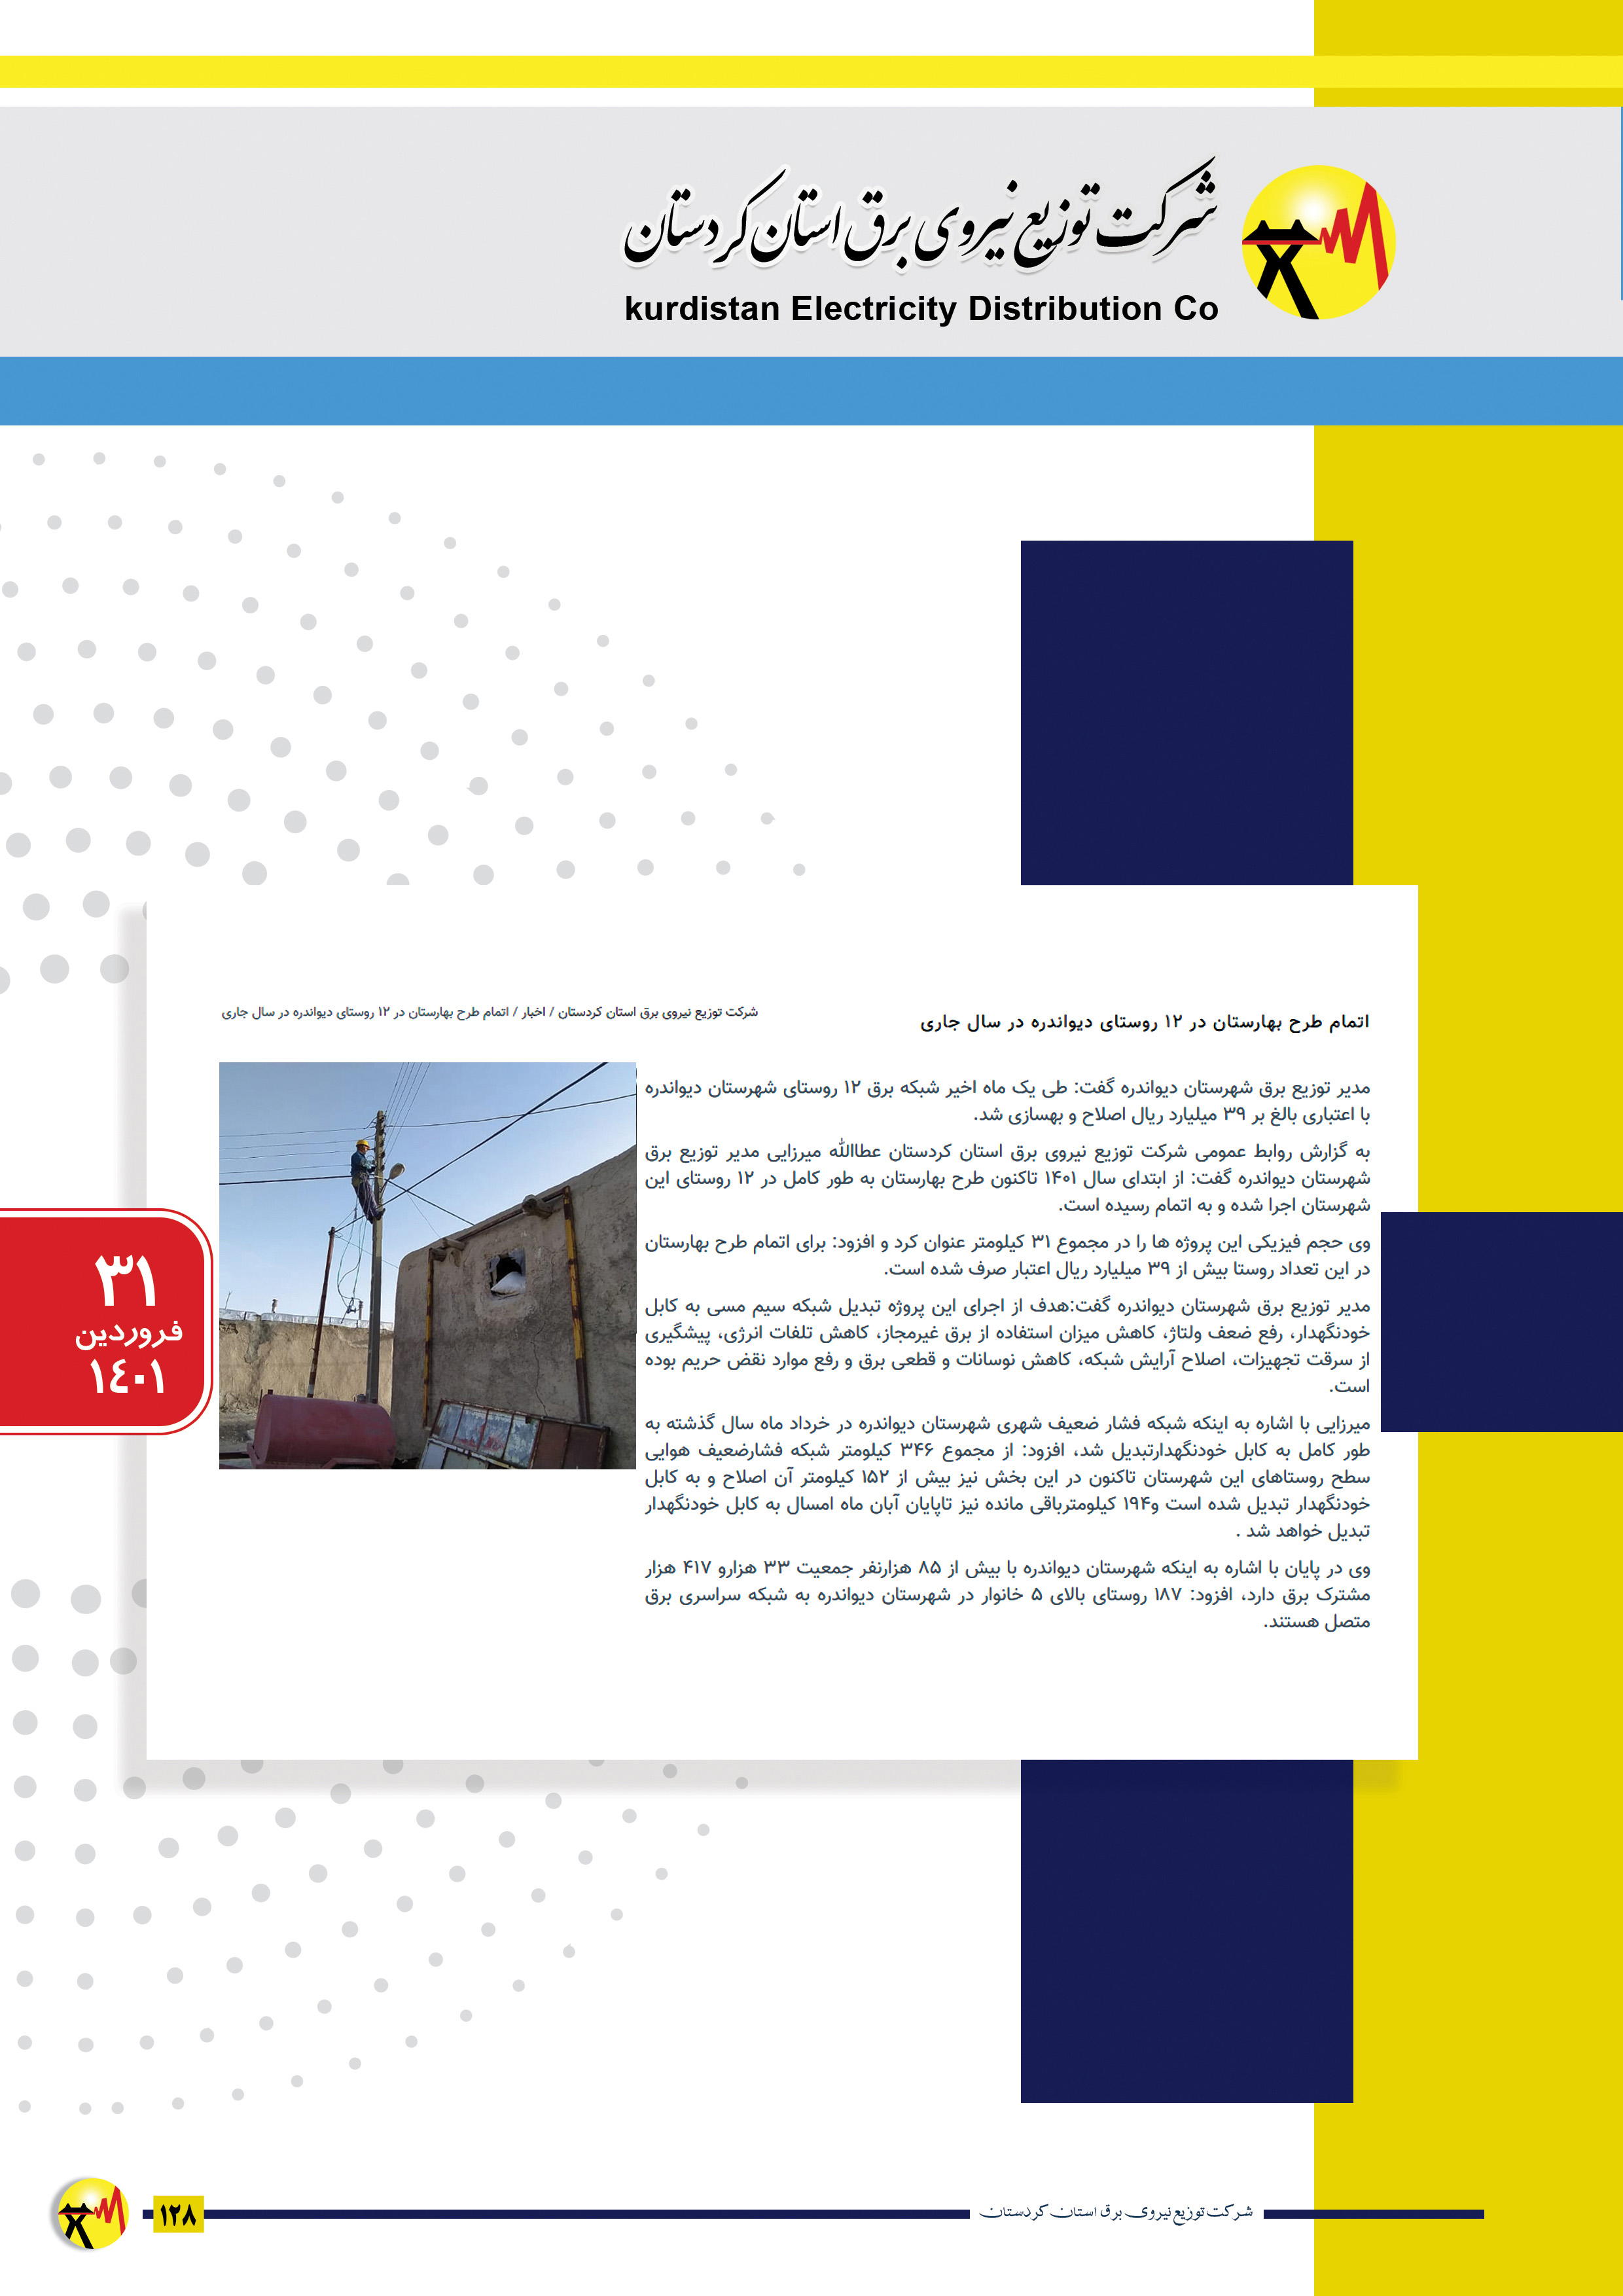 شرکت توزیع نیروی برق استان کردستان
kurdistan Electricity Distribution Co
اتمام طرح بهارستان در ۱۲ روستای دیواندره در سال جاری
شرکت توزیع نیروی برق استان کردستان / اخبار / اتمام طرح بهارستان در ۱۲ روستای دیواندره در سال جاری
مدیر توزیع برق شهرستان دیواندره گفت: طی یک ماه اخیر شبکه برق ۱۲ روستای شهرستان دیواندره
با اعتباری بالغ بر ۳۹ میلیارد ریال اصلاح و بهسازی شد.
به گزارش روابط عمومی شرکت توزیع نیروی برق استان کردستان عطاالله میرزایی مدیر توزیع برق
شهرستان دیواندره گفت: از ابتدای سال ۱۴۰۱ تاکنون طرح بهارستان به طور کامل در ۱۲ روستای این
شهرستان اجرا شده و به اتمام رسیده است.
وی حجم فیزیکی این پروژه ها را در مجموع ۳۱ کیلومتر عنوان کرد و افزود: برای اتمام طرح بهارستان
در این تعداد روستا بیش از ۳۹ میلیارد ریال اعتبار صرف شده است.
مدیر توزیع برق شهرستان دیواندره گفت:هدف از اجرای این پروژه تبدیل شبکه سیم مسی به کابل
خودنگهدار، رفع ضعف ولتاژ، کاهش میزان استفاده از برق غیرمجاز، کاهش تلفات انرژی، پیشگیری
از سرقت تجهیزات، اصلاح آرایش شبکه، کاهش نوسانات و قطعی برق و رفع موارد نقض حریم بوده
است.
میرزایی با اشاره به اینکه شبکه فشار ضعیف شهری شهرستان دیواندره در خرداد ماه سال گذشته به
طور کامل به کابل خودنگهدارتبدیل شد، افزود: از مجموع ۳۴۶ کیلومتر شبکه فشارضعیف هوایی
سطح روستاهای این شهرستان تاکنون در این بخش نیز بیش از ۱۵۲ کیلومتر آن اصلاح و به کابل
خودنگهدار تبدیل شده است و۱۹۴ کیلومترباقی مانده نیز تاپایان آبان ماه امسال به کابل خودنگهدار
تبدیل خواهد شد .
وی در پایان با اشاره به اینکه شهرستان دیواندره با بیش از ۸۵ هزارنفر جمعیت ۳۳ هزارو ۴۱۷ هزار
مشترک برق دارد، افزود: ۱۸۷ روستای بالای ۵ خانوار در شهرستان دیواندره به شبکه سراسری برق
متصل هستند.
۳۱
فروردین
١٤٠١
شرکت توزیع نیروی برق استان کردستان
۱۲۸